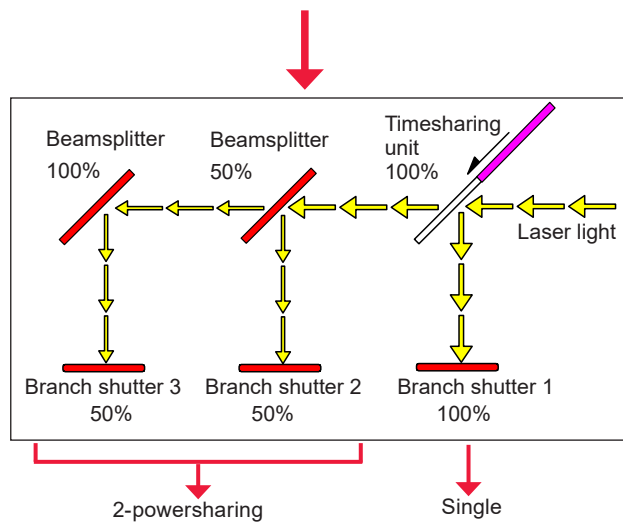 Beamsplitter
100%
Beamsplitter
50%
Timesharing
unit
100%
Laser light
Branch shutter 3
50%
Branch shutter 2
50%
Branch shutter 1
100%
2-powersharing
Single